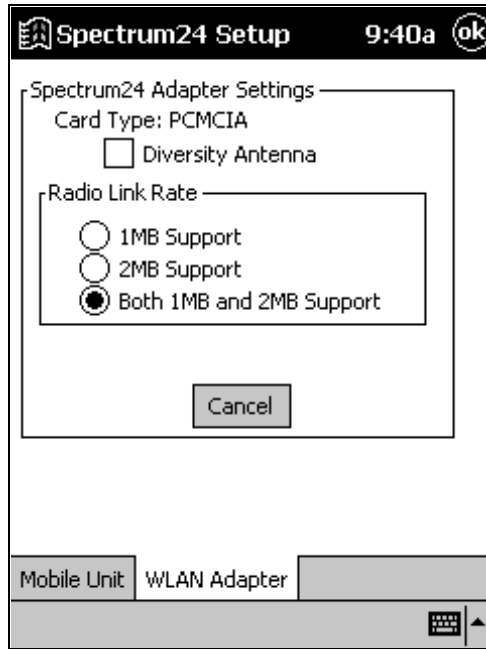 Spectrum24 Setup 9:40a ok
Spectrum24 Adapter Settings
Card Type: PCMCIA
Diversity Antenna
Radio Link Rate
1MB Support
2MB Support
Both 1MB and 2MB Support
Cancel
Mobile Unit WLAN Adapter